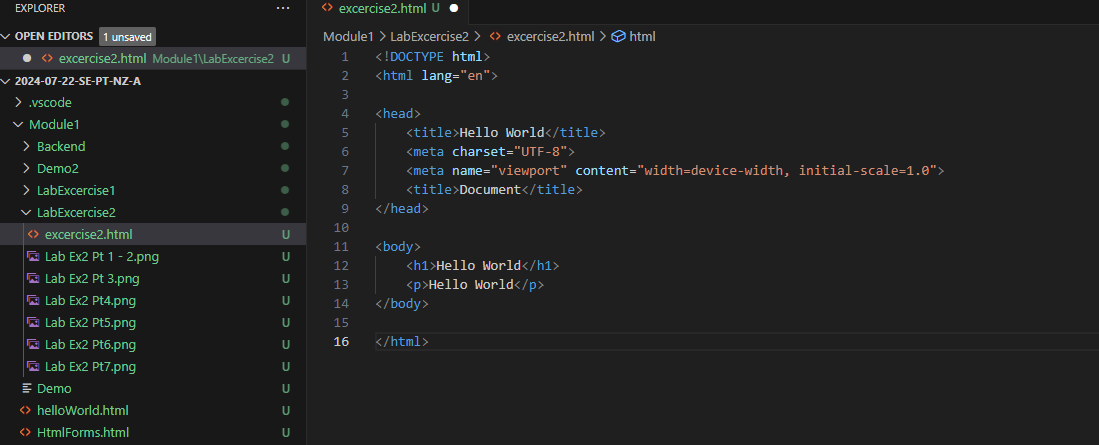 EXPLORER
···
OPEN EDITORS 1 unsaved
excercise2.html Module1\LabExcercise2 U
2024-07-22-SE-PT-NZ-A
.vscode
Module1
Backend
Demo2
LabExcercise1
LabExcercise2
excercise2.html U
Lab Ex2 Pt 1 - 2.png U
Lab Ex2 Pt 3.png U
Lab Ex2 Pt4.png U
Lab Ex2 Pt5.png U
Lab Ex2 Pt6.png U
Lab Ex2 Pt7.png U
Demo U
helloWorld.html U
HtmlForms.html U
excercise2.html U
Module1 > LabExcercise2 > excercise2.html > html
1 <!DOCTYPE html>
2 <html lang="en">
3
4 <head>
5     <title>Hello World</title>
6     <meta charset="UTF-8">
7     <meta name="viewport" content="width=device-width, initial-scale=1.0">
8     <title>Document</title>
9 </head>
10
11 <body>
12     <h1>Hello World</h1>
13     <p>Hello World</p>
14 </body>
15
16 </html>